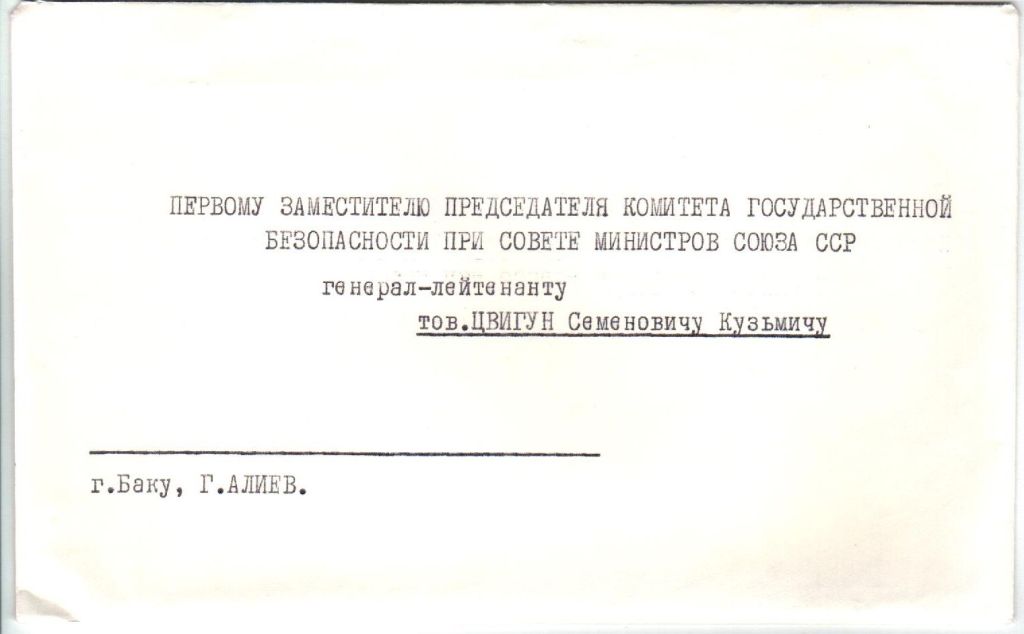 ПЕРВОМУ ЗАМЕСТИТЕЛЮ ПРЕДСЕДАТЕЛЯ КОМИТЕТА ГОСУДАРСТВЕННОЙ
БЕЗОПАСНОСТИ ПРИ СОВЕТЕ МИНИСТРОВ СОЮЗА ССР
генерал-лейтенанту
тов.ЦВИГУН Семеновичу Кузьмичу
г.Баку, Г.АЛИЕВ.